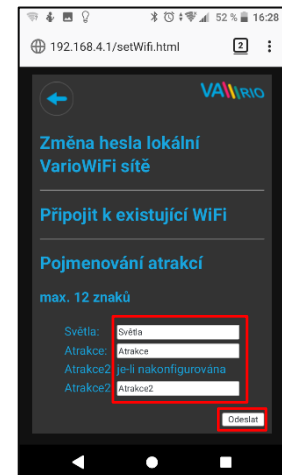 52 % 16:28
192.168.4.1/setWifi.html 2
VARIO
Změna hesla lokální
VarioWiFi sítě
Připojit k existující WiFi
Pojmenování atrakcí
max. 12 znaků
Světla: Světla
Atrakce: Atrakce
Atrakce2 je-li nakonfigurována
Atrakce2 Atrakce2
Odeslat